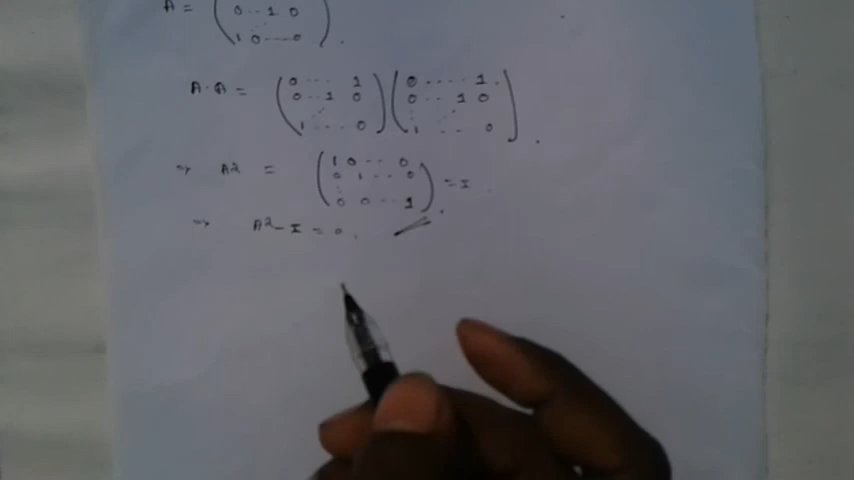 A = ( 0 .. 1 0
1 0 ..... 0 ) .
A · A = ( 0 ... 1 ) ( 0 .... 1 )
0 .. 1 0 0 .. 1 0
1 ... 0 1 .. 0 .
⇒ A² = ( 1 0 .. 0
0 1 .. 0 ) = I
0 0 .. 1 .
⇒ A² - I = 0 .